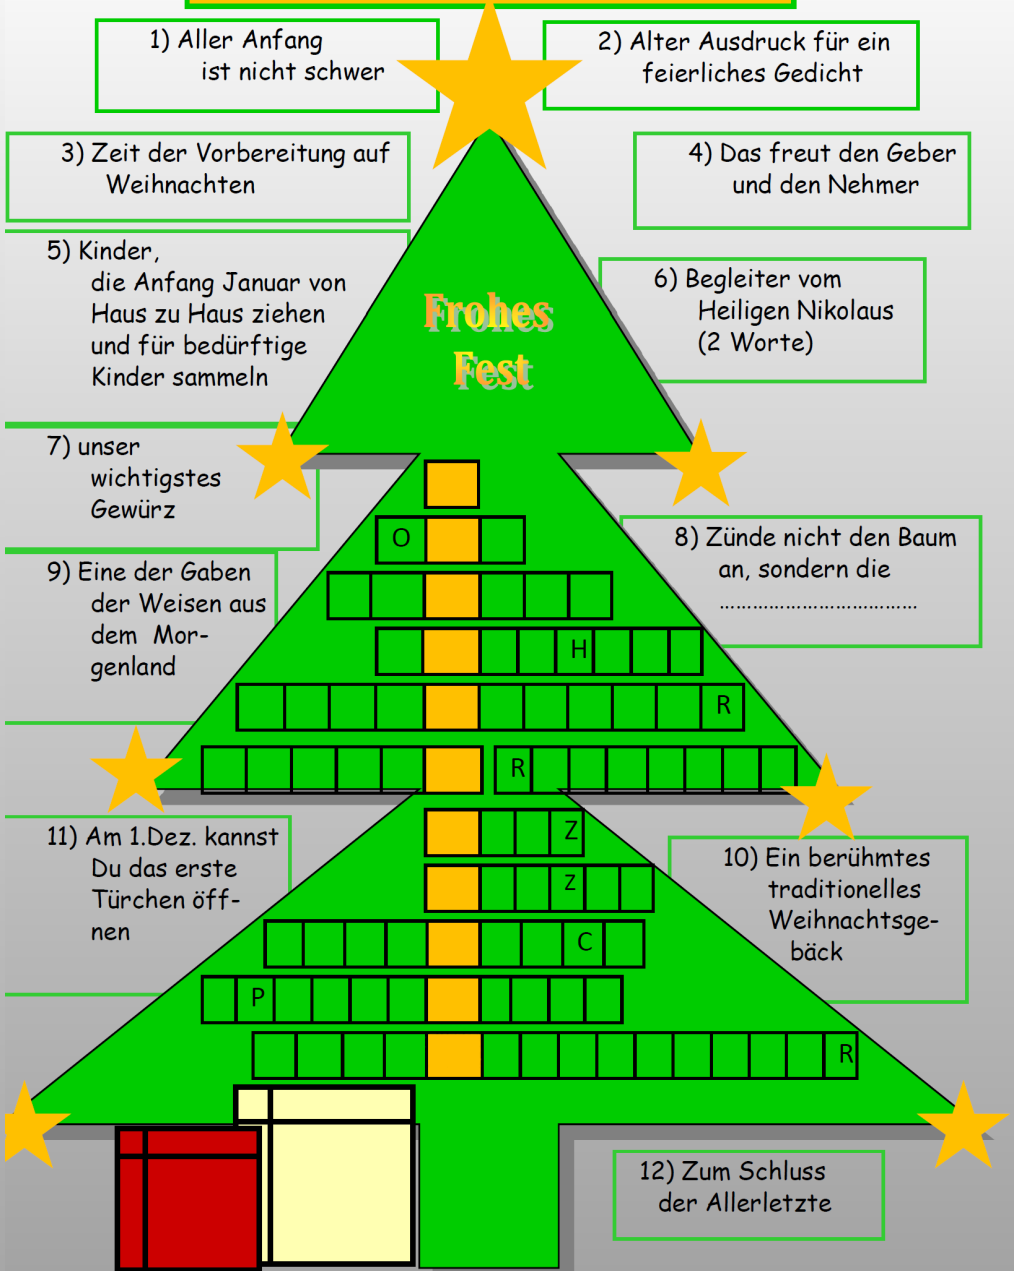 1) Aller Anfang
ist nicht schwer
2) Alter Ausdruck für ein
feierliches Gedicht
3) Zeit der Vorbereitung auf
Weihnachten
4) Das freut den Geber
und den Nehmer
5) Kinder,
die Anfang Januar von
Haus zu Haus ziehen
und für bedürftige
Kinder sammeln
6) Begleiter vom
Heiligen Nikolaus
(2 Worte)
Frohes
Fest
7) unser
wichtigstes
Gewürz
8) Zünde nicht den Baum
an, sondern die
....................................
9) Eine der Gaben
der Weisen aus
dem Mor-
genland
O
H
R
R
Z
Z
C
P
R
11) Am 1.Dez. kannst
Du das erste
Türchen öff-
nen
10) Ein berühmtes
traditionelles
Weihnachtsge-
bäck
12) Zum Schluss
der Allerletzte